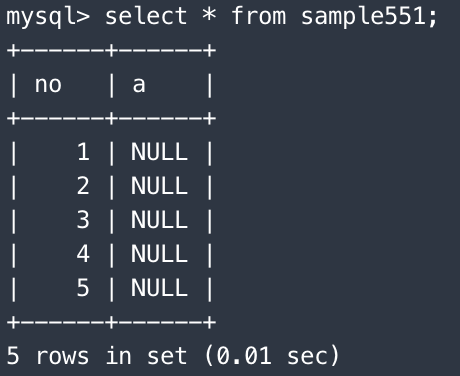 mysql> select * from sample551;
+------+------+
| no   | a    |
+------+------+
|    1 | NULL |
|    2 | NULL |
|    3 | NULL |
|    4 | NULL |
|    5 | NULL |
+------+------+
5 rows in set (0.01 sec)